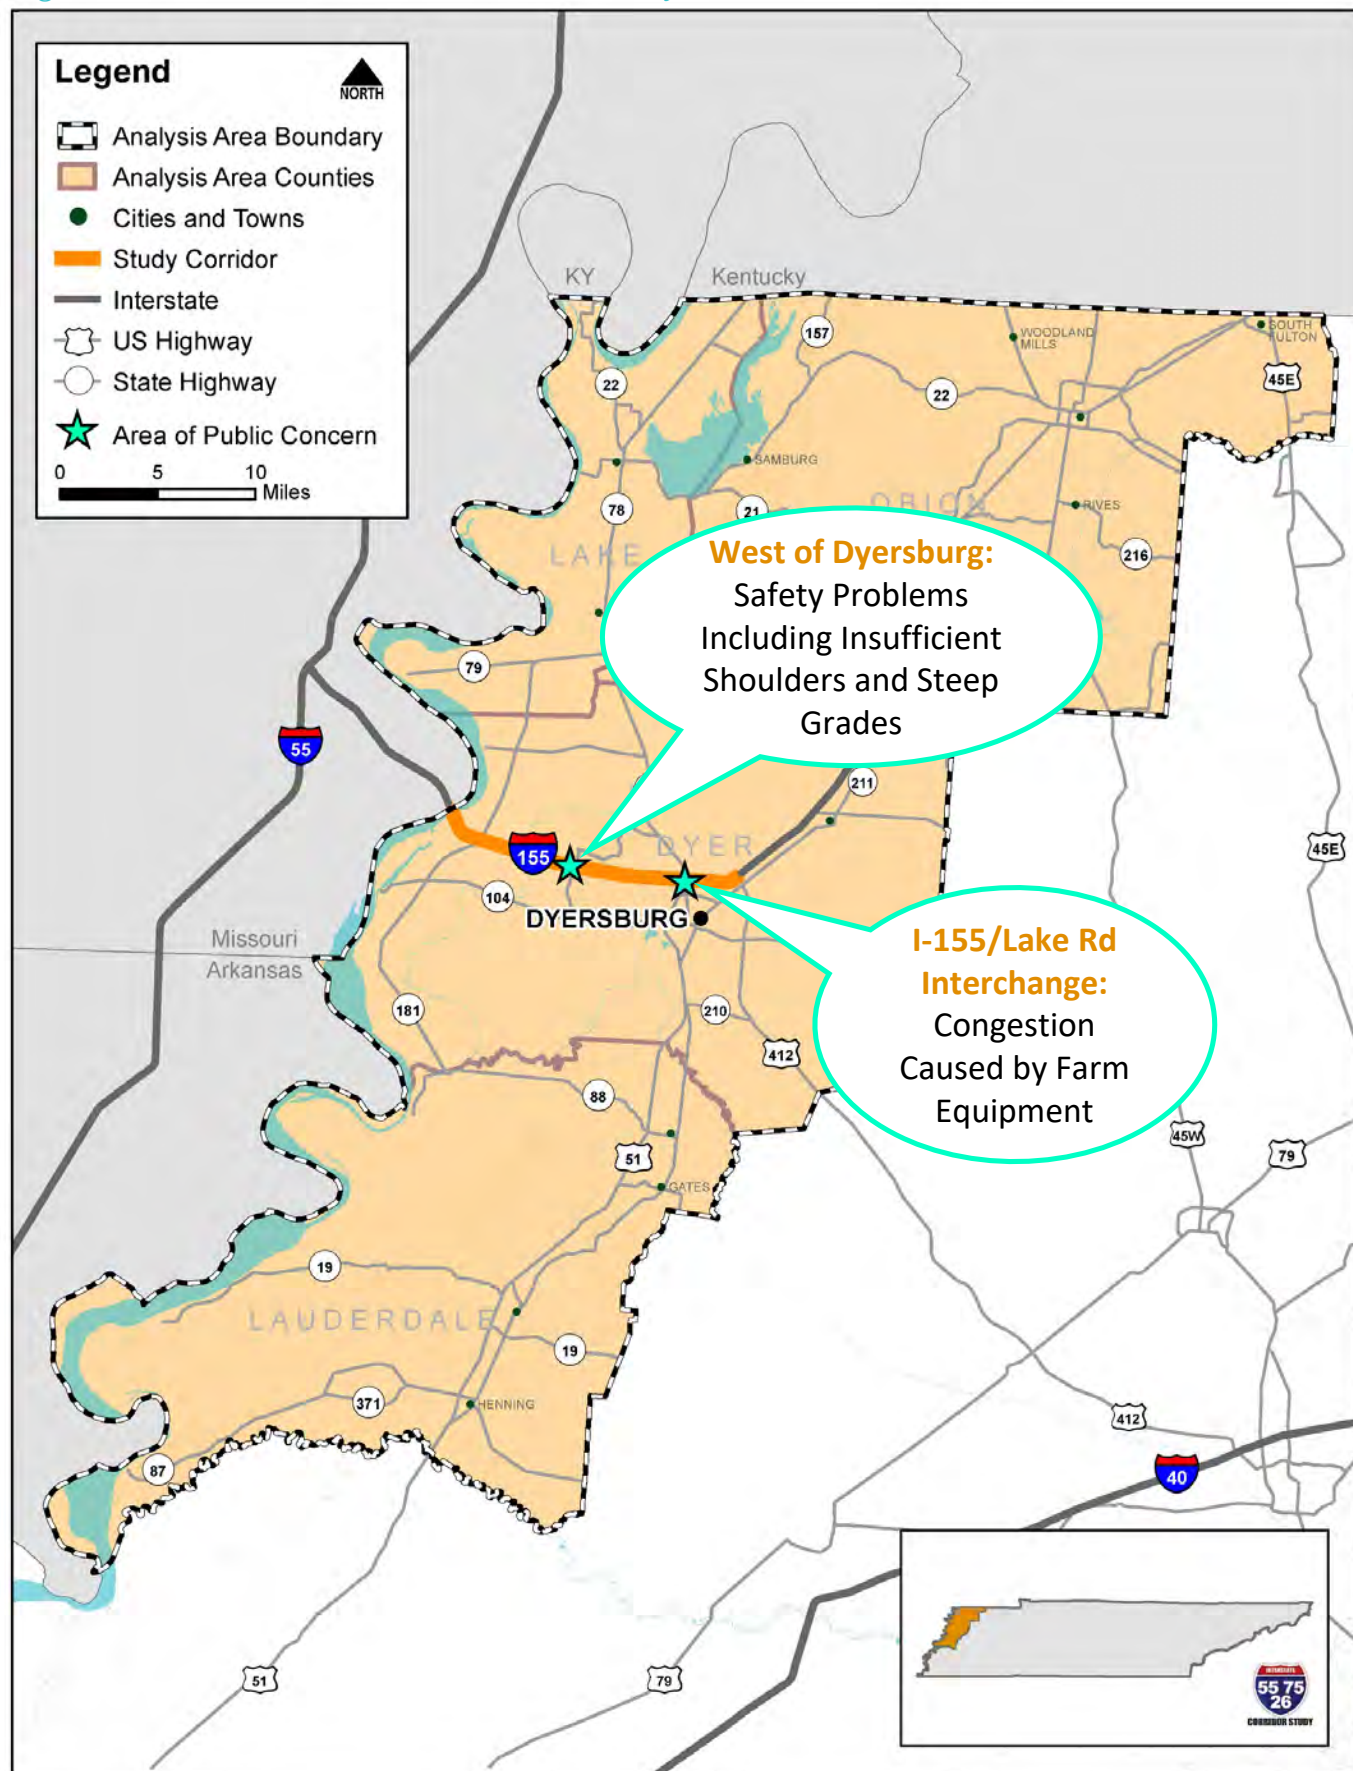 Legend
NORTH
Analysis Area Boundary
Analysis Area Counties
Cities and Towns
Study Corridor
Interstate
US Highway
State Highway
Area of Public Concern
0 5 10
Miles
KY
Kentucky
157
WOODLAND
MILLS
SOUTH
FULTON
45E
22
22
SAMBURG
78
21
OBION
RIVES
216
LAKE
West of Dyersburg:
Safety Problems
Including Insufficient
Shoulders and Steep
Grades
79
55
211
155
DYER
45E
104
DYERSBURG
Missouri
Arkansas
I-155/Lake Rd
Interchange:
Congestion
Caused by Farm
Equipment
181
210
412
88
51
45W
79
GATES
19
LAUDERDALE
19
371
HENNING
412
87
40
51
79
INTERSTATE
55 75
26
CORRIDOR STUDY